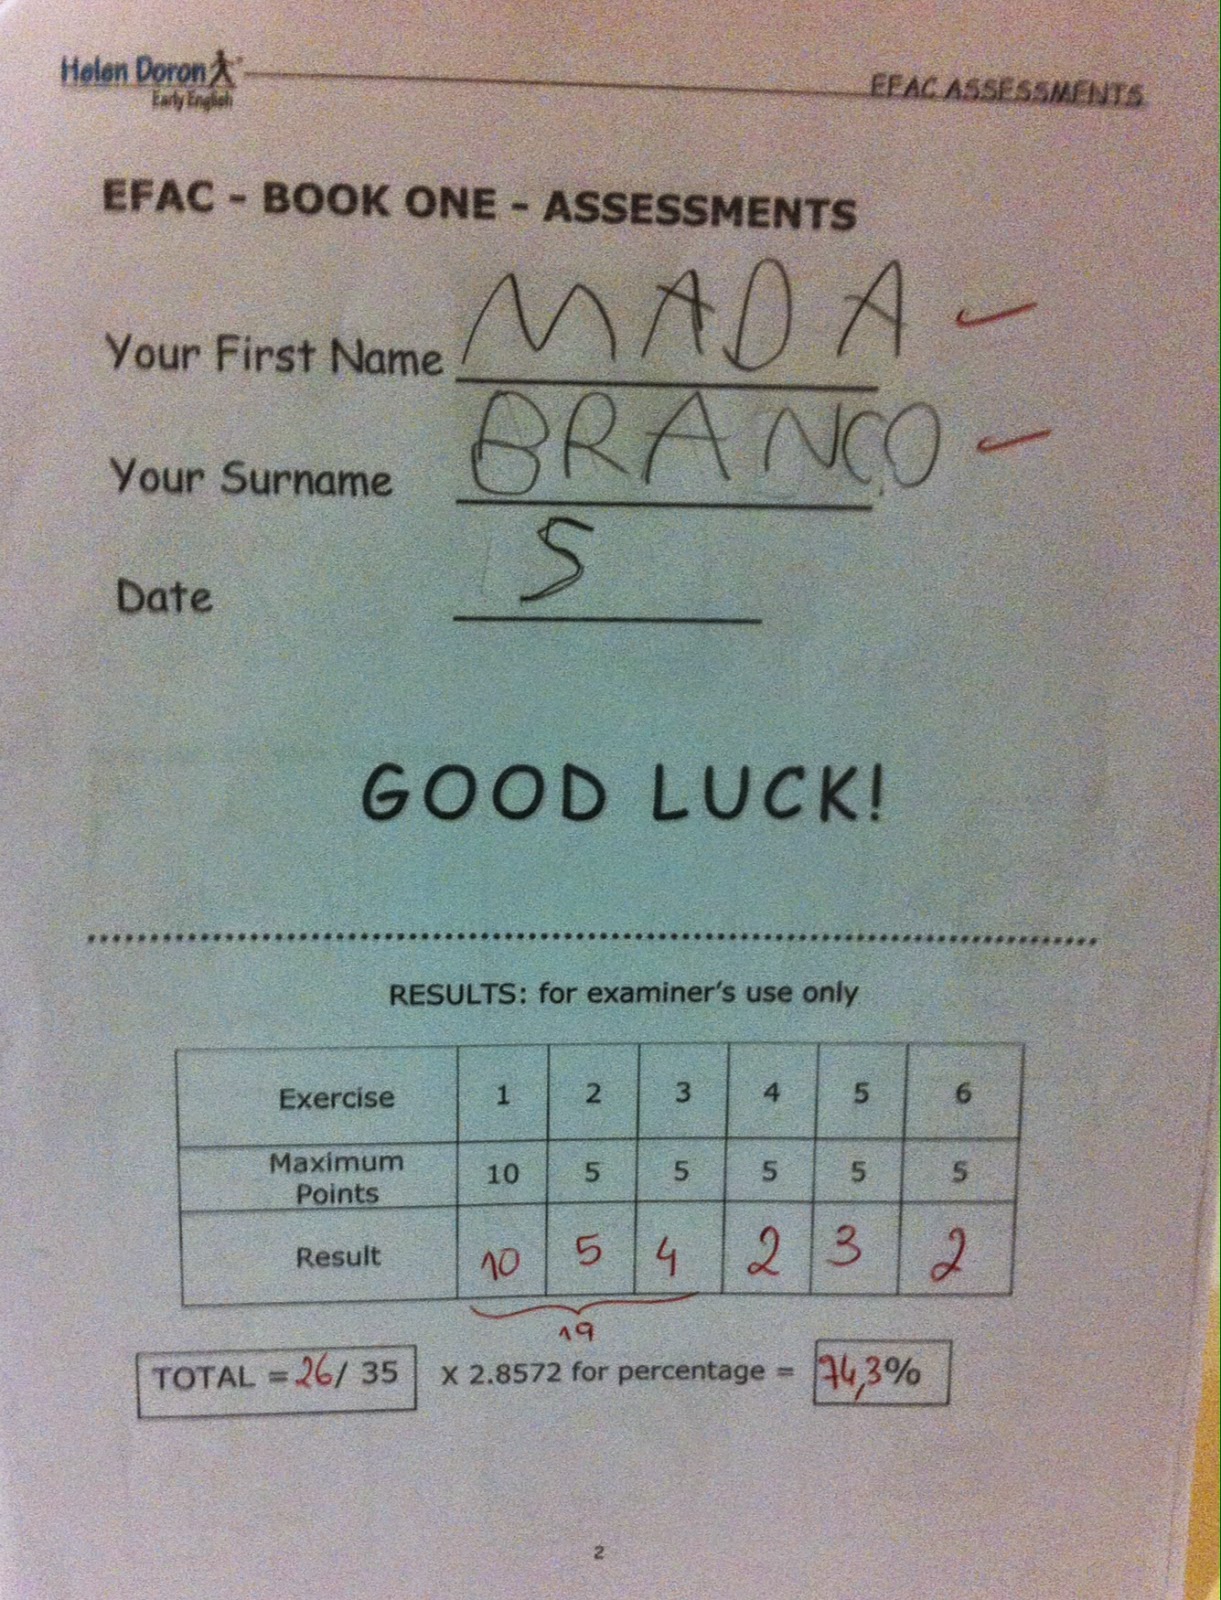 Helen Doron
Early English
EFAC ASSESSMENTS
EFAC - BOOK ONE - ASSESSMENTS
Your First Name MADA
Your Surname BRANCO
Date 5
GOOD LUCK!
RESULTS: for examiner's use only
Exercise 1 2 3 4 5 6
Maximum Points 10 5 5 5 5 5
Result 10 5 4 2 3 2
19
TOTAL = 26 / 35 X 2.8572 for percentage = 74,3%
2